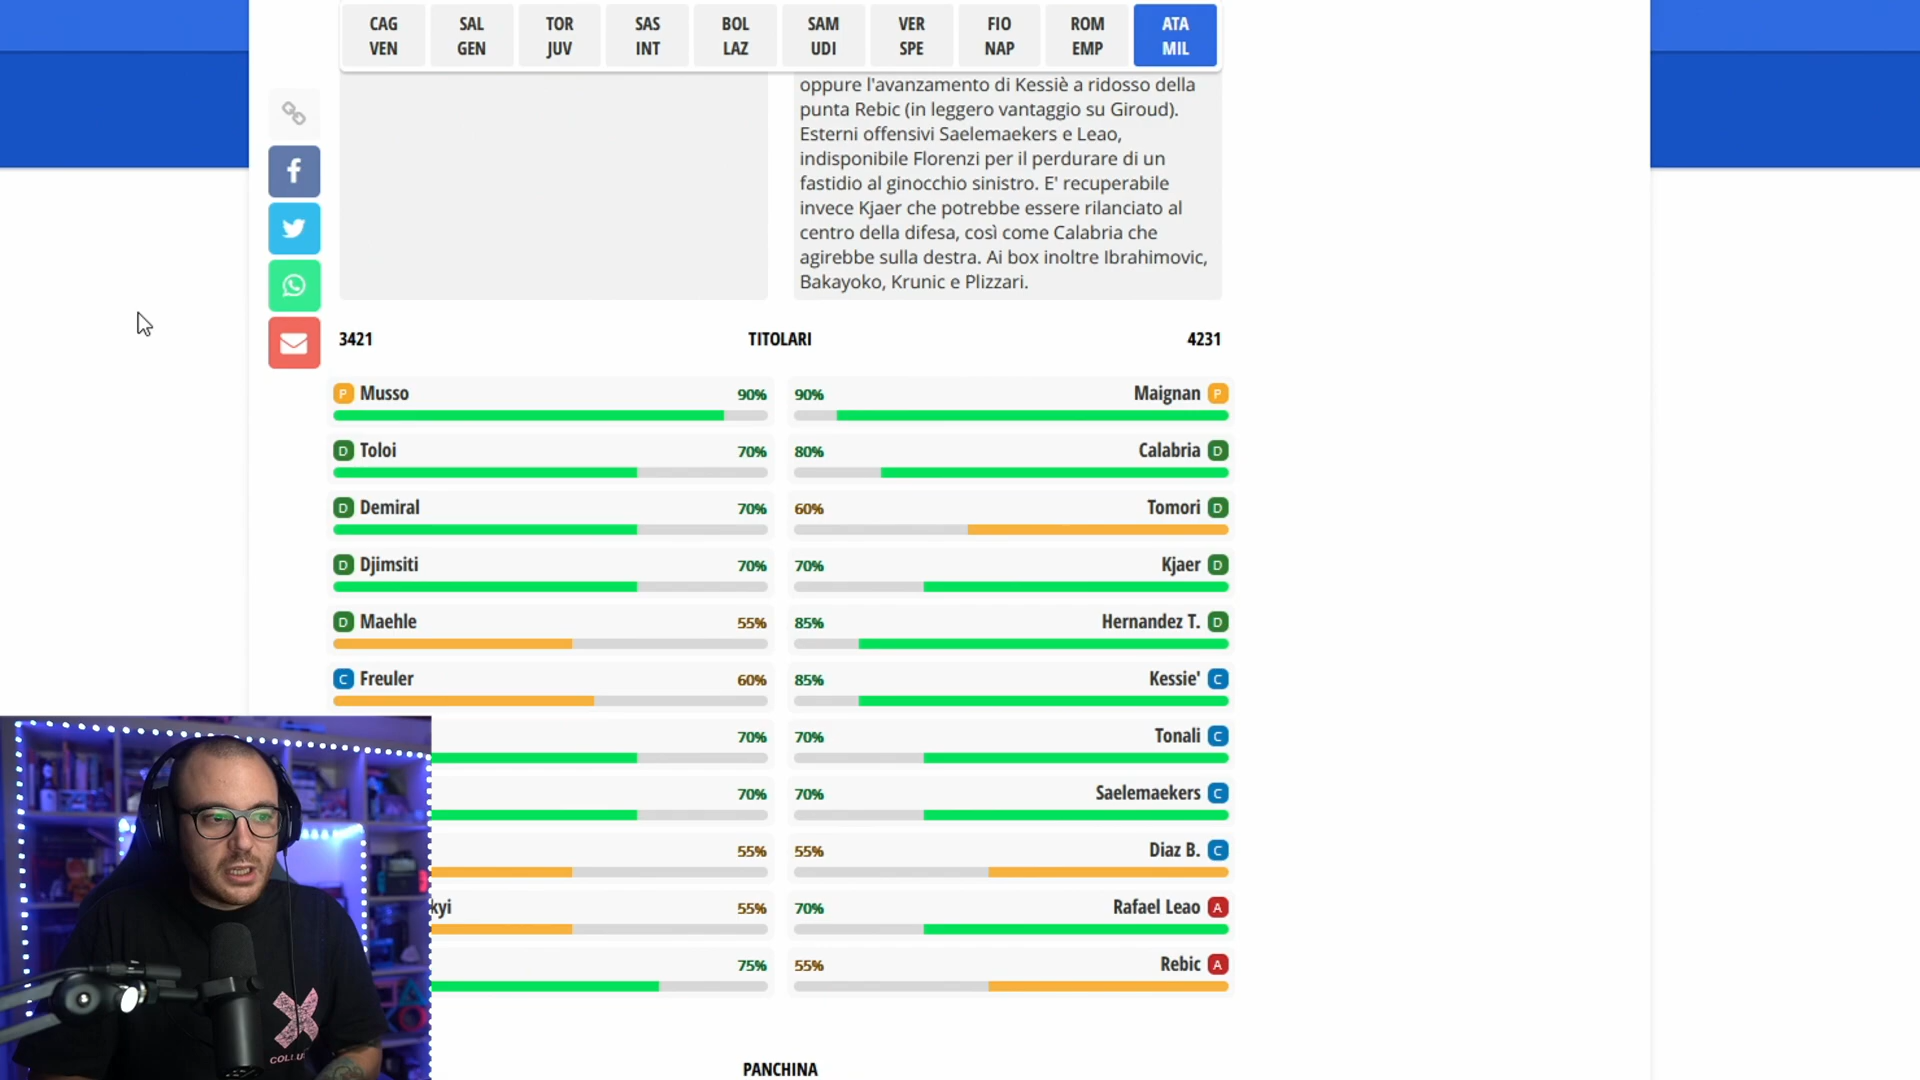 CAG SAL TOR SAS BOL SAM VER FIO ROM ATA
VEN GEN JUV INT LAZ UDI SPE NAP EMP MIL
oppure l'avanzamento di Kessiè a ridosso della
punta Rebic (in leggero vantaggio su Giroud).
Esterni offensivi Saelemaekers e Leao,
indisponibile Florenzi per il perdurare di un
fastidio al ginocchio sinistro. E' recuperabile
invece Kjaer che potrebbe essere rilanciato al
centro della difesa, così come Calabria che
agirebbe sulla destra. Ai box inoltre Ibrahimovic,
Bakayoko, Krunic e Plizzari.
3421 TITOLARI 4231
P Musso 90% 90% Maignan P
D Toloi 70% 80% Calabria D
D Demiral 70% 60% Tomori D
D Djimsiti 70% 70% Kjaer D
D Maehle 55% 85% Hernandez T. D
C Freuler 60% 85% Kessie' C
70% 70% Tonali C
70% 70% Saelemaekers C
55% 55% Diaz B. C
kyi 55% 70% Rafael Leao A
75% 55% Rebic A
PANCHINA